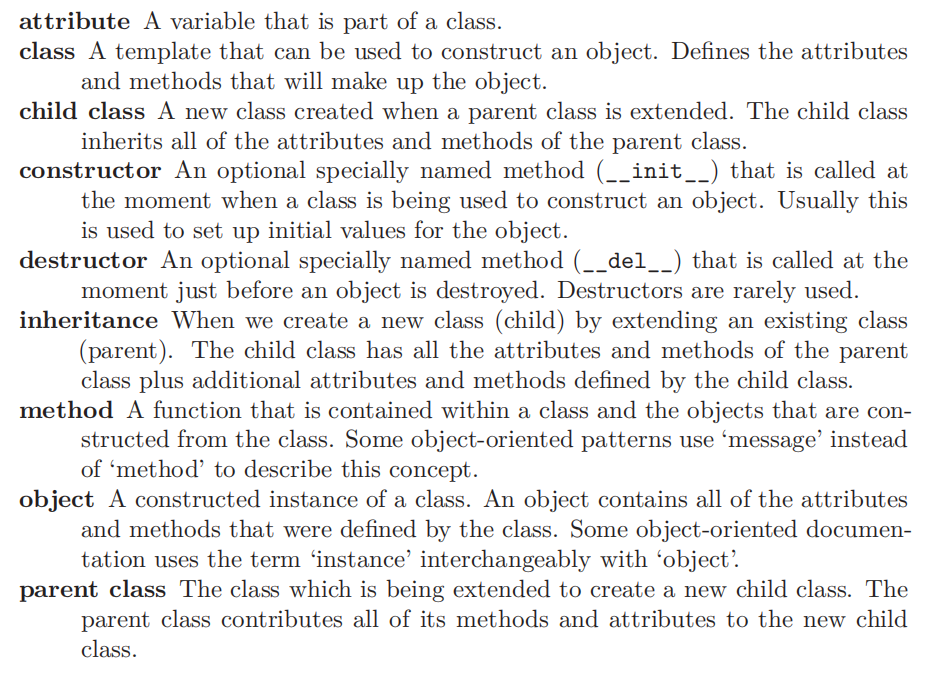 attribute A variable that is part of a class.
class A template that can be used to construct an object. Defines the attributes
and methods that will make up the object.
child class A new class created when a parent class is extended. The child class
inherits all of the attributes and methods of the parent class.
constructor An optional specially named method (__init__) that is called at
the moment when a class is being used to construct an object. Usually this
is used to set up initial values for the object.
destructor An optional specially named method (__del__) that is called at the
moment just before an object is destroyed. Destructors are rarely used.
inheritance When we create a new class (child) by extending an existing class
(parent). The child class has all the attributes and methods of the parent
class plus additional attributes and methods defined by the child class.
method A function that is contained within a class and the objects that are con-
structed from the class. Some object-oriented patterns use ‘message’ instead
of ‘method’ to describe this concept.
object A constructed instance of a class. An object contains all of the attributes
and methods that were defined by the class. Some object-oriented documen-
tation uses the term ‘instance’ interchangeably with ‘object’.
parent class The class which is being extended to create a new child class. The
parent class contributes all of its methods and attributes to the new child
class.